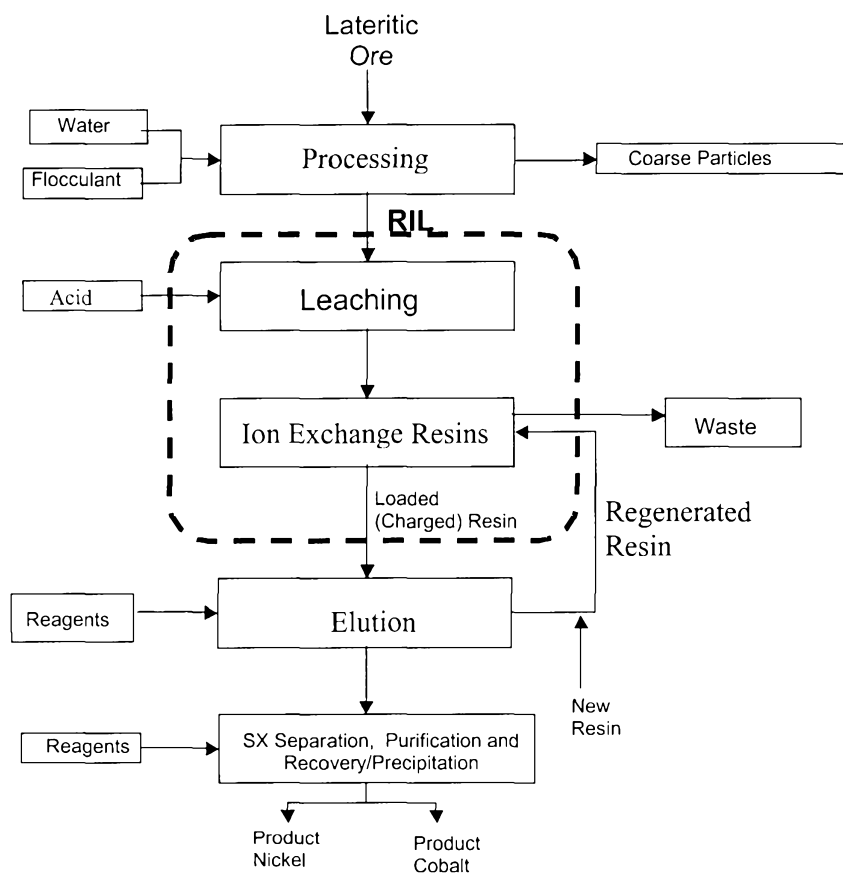 Lateritic
Ore
Water
Flocculant
Processing
Coarse Particles
RIL
Acid
Leaching
Ion Exchange Resins
Waste
Loaded
(Charged) Resin
Regenerated
Resin
Reagents
Elution
New
Resin
Reagents
SX Separation, Purification and
Recovery/Precipitation
Product
Nickel
Product
Cobalt